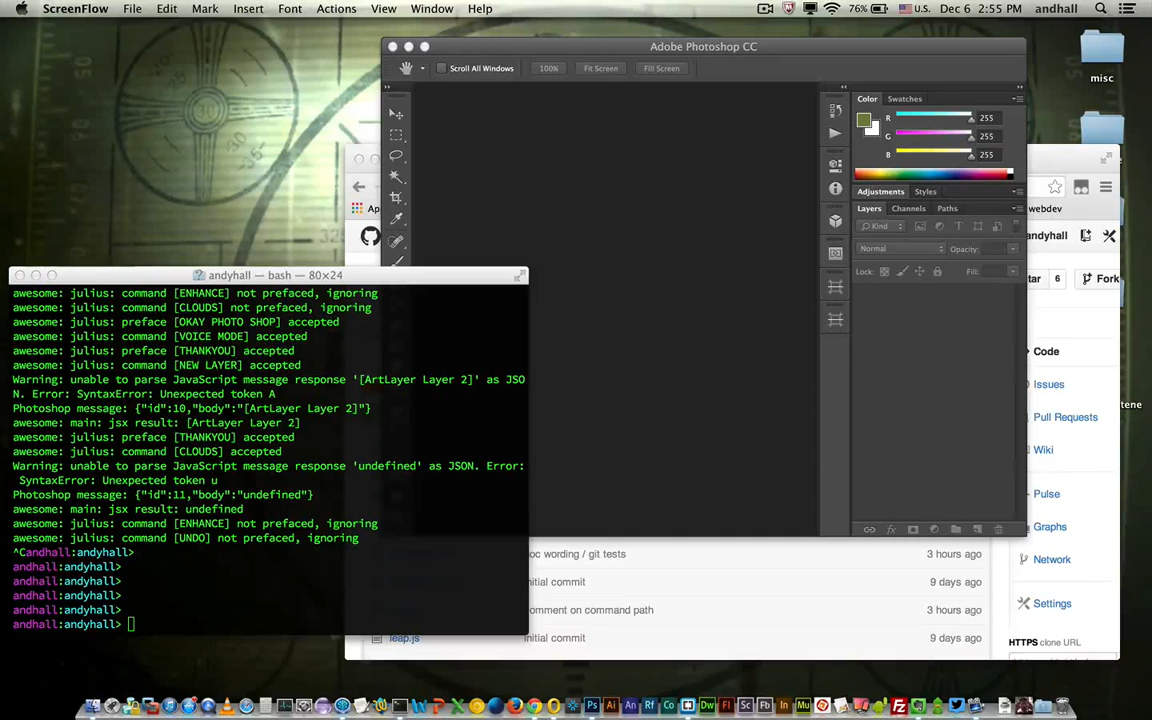 ScreenFlow File Edit Mark Insert Font Actions View Window Help 76% U.S. Dec 6 2:55 PM andhall
Adobe Photoshop CC
misc
Scroll All Windows 100% Fit Screen Fill Screen
Color Swatches
R 255
G 255
B 255
Adjustments Styles
Layers Channels Paths
Kind
Normal Opacity:
Lock: Fill:
webdev
andyhall
6 Fork
Code
Issues
Pull Requests
Wiki
Pulse
Graphs
Network
Settings
HTTPS clone URL
andyhall — bash — 80×24
awesome: julius: command [ENHANCE] not prefaced, ignoring
awesome: julius: command [CLOUDS] not prefaced, ignoring
awesome: julius: preface [OKAY PHOTO SHOP] accepted
awesome: julius: command [VOICE MODE] accepted
awesome: julius: preface [THANKYOU] accepted
awesome: julius: command [NEW LAYER] accepted
Warning: unable to parse JavaScript message response '[ArtLayer Layer 2]' as JSO
N. Error: SyntaxError: Unexpected token A
Photoshop message: {"id":10,"body":"[ArtLayer Layer 2]"}
awesome: main: jsx result: [ArtLayer Layer 2]
awesome: julius: preface [THANKYOU] accepted
awesome: julius: command [CLOUDS] accepted
Warning: unable to parse JavaScript message response 'undefined' as JSON. Error:
SyntaxError: Unexpected token u
Photoshop message: {"id":11,"body":"undefined"}
awesome: main: jsx result: undefined
awesome: julius: command [ENHANCE] not prefaced, ignoring
awesome: julius: command [UNDO] not prefaced, ignoring
^Candhall:andyhall>
andhall:andyhall>
andhall:andyhall>
andhall:andyhall>
andhall:andyhall>
andhall:andyhall>
oc wording / git tests 3 hours ago
nitial commit 9 days ago
omment on command path 3 hours ago
leap.js nitial commit 9 days ago